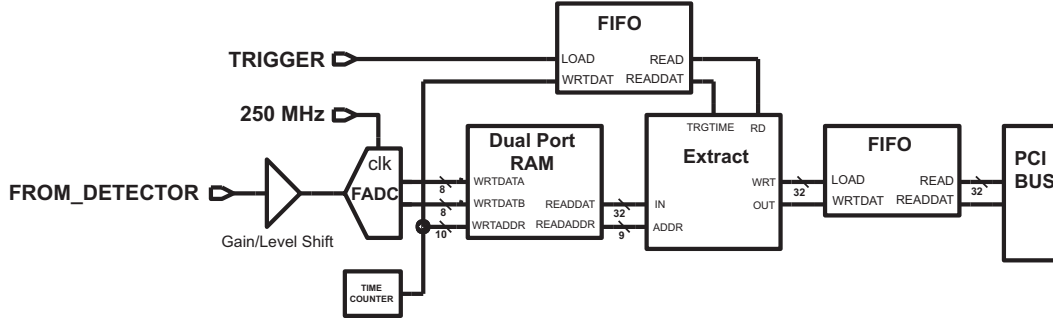 FIFO
TRIGGER
LOAD READ
WRTDAT READDAT
250 MHz
TRGTIME RD
clk
Dual Port
RAM
Extract
FIFO
PCI
BUS
FROM_DETECTOR
FADC
WRTDATA
8
WRTDATB
8
WRTADDR
10
READDAT
32
READADDR
9
IN
ADDR
WRT
32
OUT
LOAD READ
32
WRTDAT READDAT
Gain/Level Shift
TIME
COUNTER